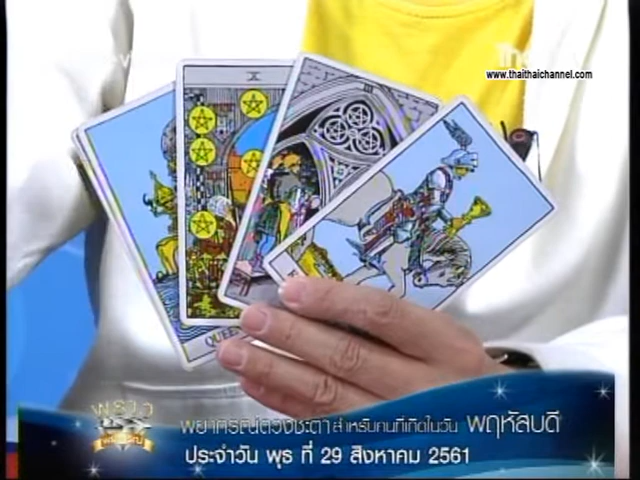 www.thaithaichannel.com
X
QUEE
พยากรณ์ดวงชะตา สำหรับคนที่เกิดในวัน พฤหัสบดี
ประจำวัน พุธ ที่ 29 สิงหาคม 2561